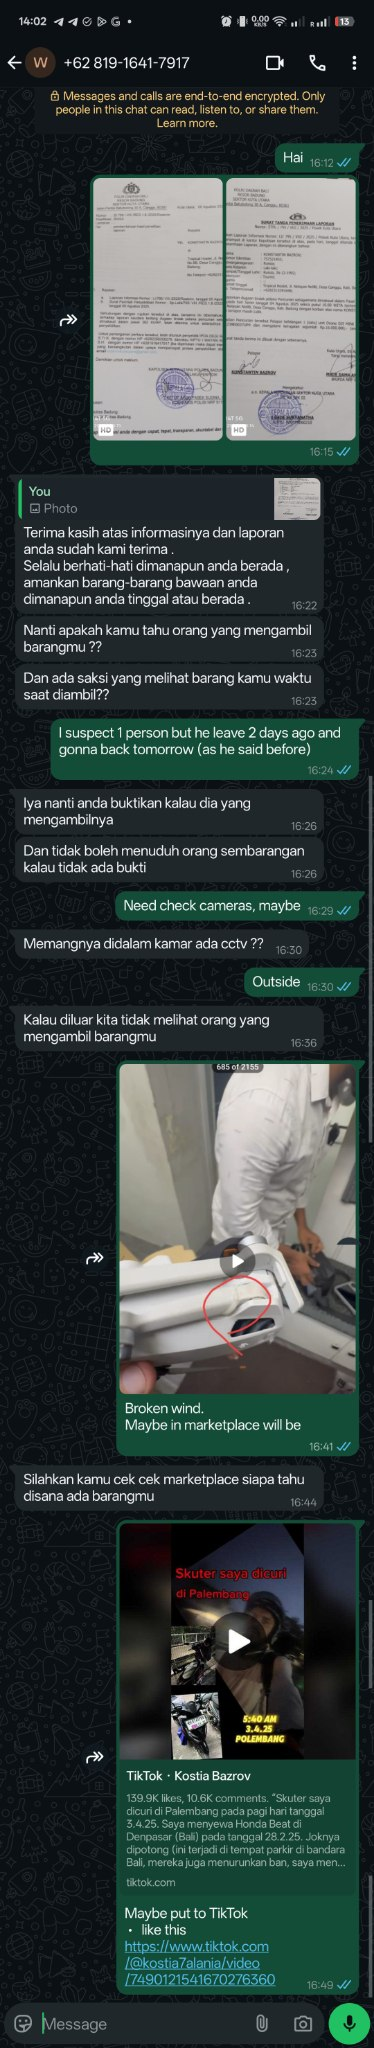 14:02
0.00
KB/S
13
W
+62 819-1641-7917
Messages and calls are end-to-end encrypted. Only
people in this chat can read, listen to, or share them.
Learn more.
Hai
16:12
SURAT TANDA PENERIMAAN LAPORAN
KONSTANTIN BAZROV
HD
HD
16:15
You
Photo
Terima kasih atas informasinya dan laporan
anda sudah kami terima .
Selalu berhati-hati dimanapun anda berada ,
amankan barang-barang bawaan anda
dimanapun anda tinggal atau berada .
16:22
Nanti apakah kamu tahu orang yang mengambil
barangmu ??
16:23
Dan ada saksi yang melihat barang kamu waktu
saat diambil??
16:23
I suspect 1 person but he leave 2 days ago and
gonna back tomorrow (as he said before)
16:24
Iya nanti anda buktikan kalau dia yang
mengambilnya
16:26
Dan tidak boleh menuduh orang sembarangan
kalau tidak ada bukti
16:26
Need check cameras, maybe
16:29
Memangnya didalam kamar ada cctv ??
16:30
Outside
16:30
Kalau diluar kita tidak melihat orang yang
mengambil barangmu
16:36
685 of 2155
Broken wind.
Maybe in marketplace will be
16:41
Silahkan kamu cek cek marketplace siapa tahu
disana ada barangmu
16:44
Skuter saya dicuri
di Palembang
5:40 AM
3.4.25
POLEMBANG
TikTok · Kostia Bazrov
139.9K likes, 10.6K comments. “Skuter saya
dicuri di Palembang pada pagi hari tanggal
3.4.25. Saya menyewa Honda Beat di
Denpasar (Bali) pada tanggal 28.2.25. Joknya
dipotong (ini terjadi di tempat parkir di bandara
Bali, mereka juga menurunkan ban, saya men...
tiktok.com
Maybe put to TikTok
• like this
https://www.tiktok.com
/@kostia7alania/video
/7490121541670276360
16:49
Message